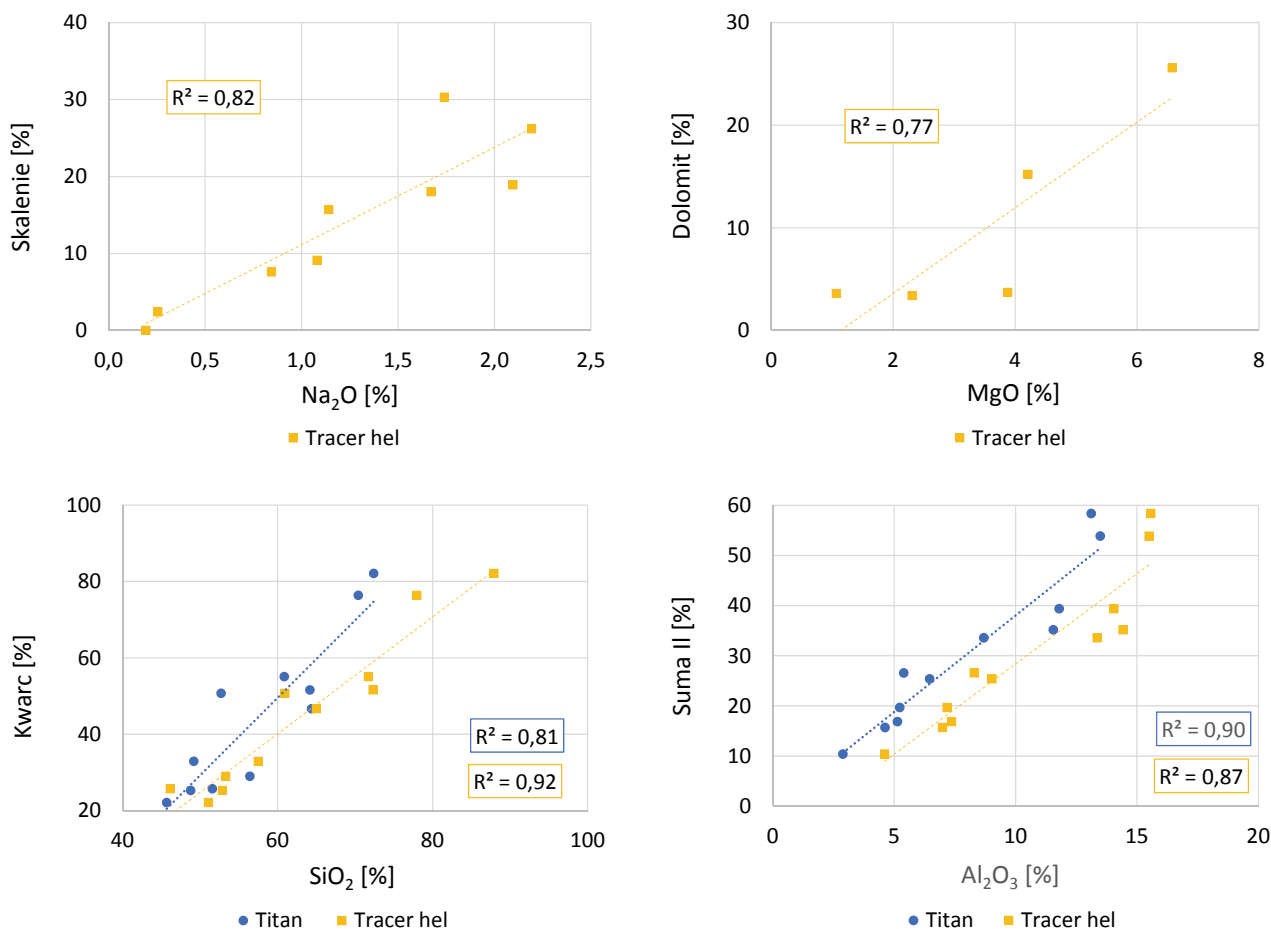 40
30
20
10
0
Skalenie [%]
R² = 0,82
0,0 0,5 1,0 1,5 2,0 2,5
Na₂O [%]
Tracer hel
30
20
10
0
Dolomit [%]
R² = 0,77
0 2 4 6 8
MgO [%]
Tracer hel
100
80
60
40
20
Kwarc [%]
R² = 0,81
R² = 0,92
40 60 80 100
SiO₂ [%]
Titan Tracer hel
60
50
40
30
20
10
0
Suma Il [%]
R² = 0,90
R² = 0,87
0 5 10 15 20
Al₂O₃ [%]
Titan Tracer hel